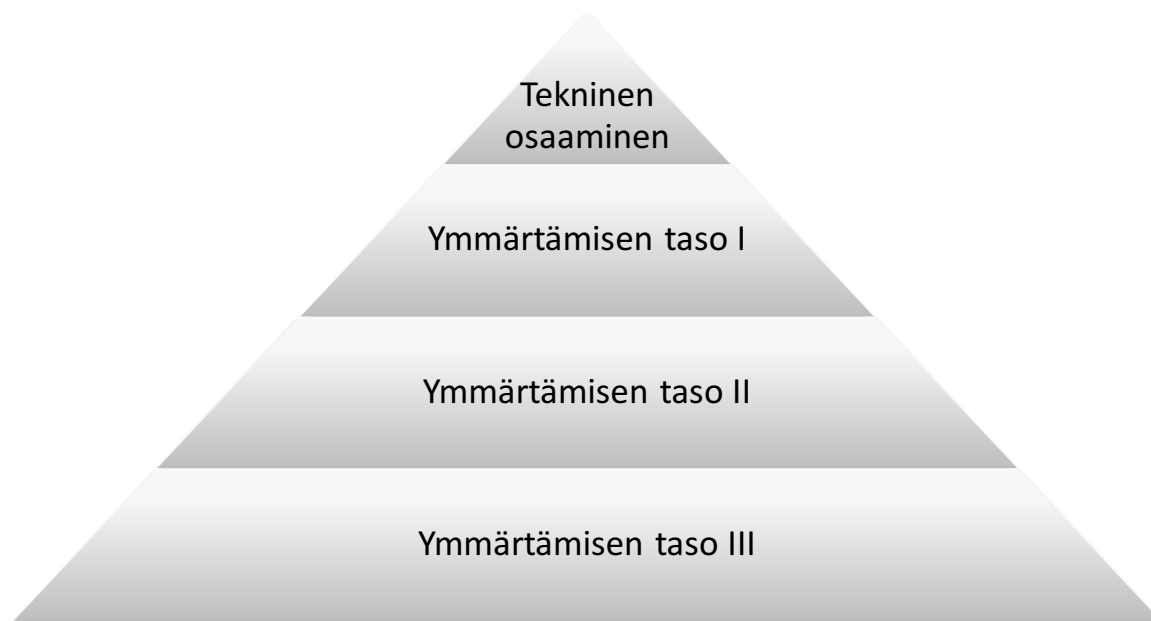 Tekninen
osaaminen
Ymmärtämisen taso I
Ymmärtämisen taso II
Ymmärtämisen taso III